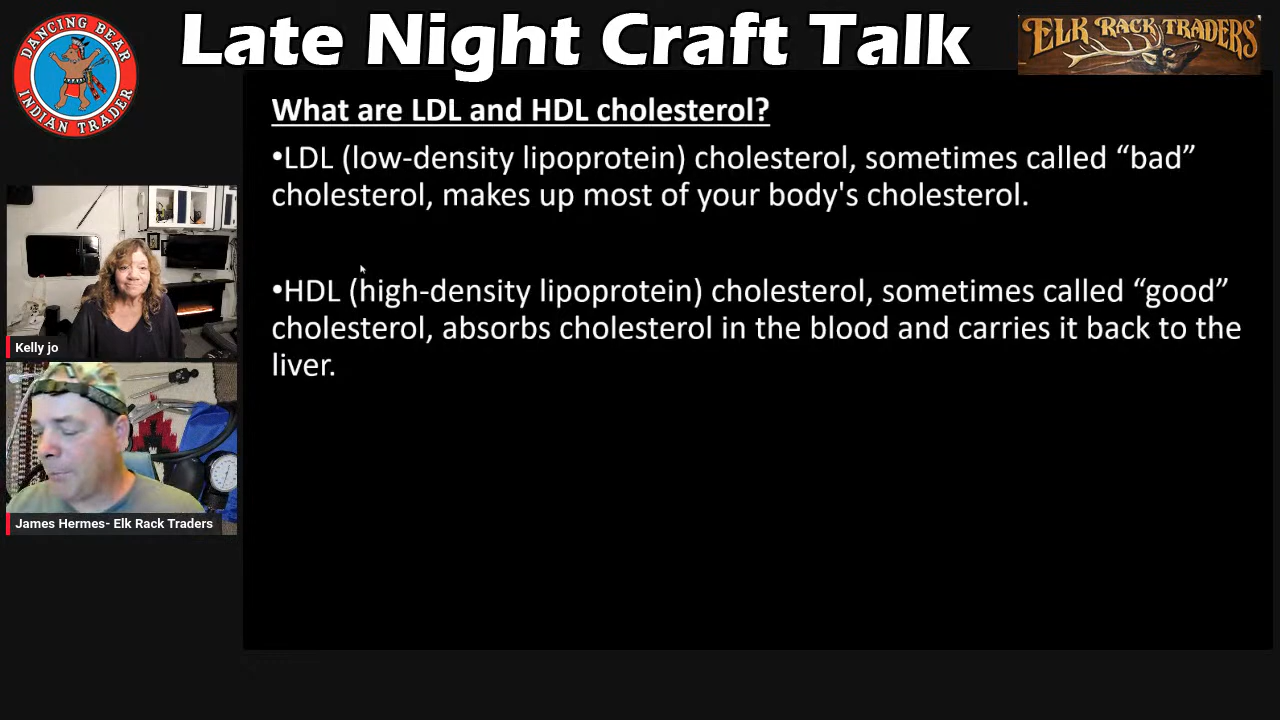 DANCING BEAR
INDIAN TRADER
Late Night Craft Talk
ELK RACK TRADERS
What are LDL and HDL cholesterol?
•LDL (low-density lipoprotein) cholesterol, sometimes called “bad”
cholesterol, makes up most of your body's cholesterol.
•HDL (high-density lipoprotein) cholesterol, sometimes called “good”
cholesterol, absorbs cholesterol in the blood and carries it back to the
liver.
Kelly jo
James Hermes- Elk Rack Traders